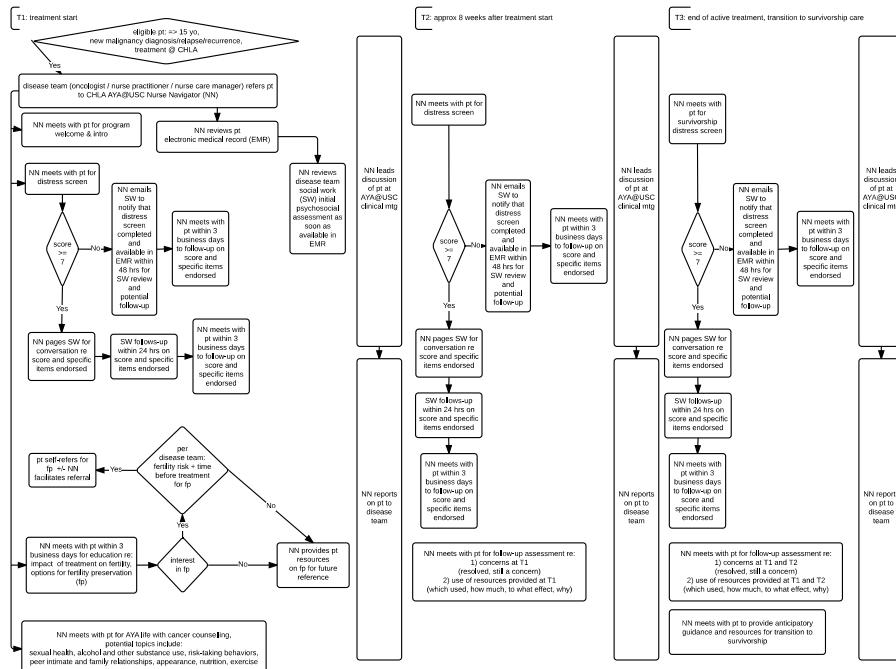 T1: treatment start
eligible pt: => 15 yo,
new malignancy diagnosis/relapse/recurrence,
treatment @ CHLA
Yes
disease team (oncologist / nurse practitioner / nurse care manager) refers pt
to CHLA AYA@USC Nurse Navigator (NN)
NN meets with pt for program
welcome & intro
NN reviews pt
electronic medical record (EMR)
NN reviews
disease team
social work
(SW) initial
psychosocial
assessment as
soon as
available in
EMR
NN meets with pt for
distress screen
score
>=
7
No
NN emails
SW to
notify that
distress
screen
completed
and
available in
EMR within
48 hrs for
SW review
and
potential
follow-up
NN meets with
pt within 3
business days
to follow-up on
score and
specific items
endorsed
Yes
NN pages SW for
conversation re
score and specific
items endorsed
SW follows-up
within 24 hrs on
score and specific
items endorsed
NN meets with
pt within 3
business days
to follow-up on
score and
specific items
endorsed
per
disease team:
fertility risk + time
before treatment
for fp
Yes
pt self-refers for
fp +/- NN
facilitates referral
No
Yes
NN meets with pt within 3
business days for education re:
impact of treatment on fertility,
options for fertility preservation
(fp)
interest
in fp
No
NN provides pt
resources
on fp for future
reference
NN meets with pt for AYA life with cancer counselling,
potential topics include:
sexual health, alcohol and other substance use, risk-taking behaviors,
peer intimate and family relationships, appearance, nutrition, exercise
NN leads
discussion
of pt at
AYA@USC
clinical mtg
NN reports
on pt to
disease
team
T2: approx 8 weeks after treatment start
NN meets with pt for
distress screen
score
>=
7
No
NN emails
SW to
notify that
distress
screen
completed
and
available in
EMR within
48 hrs for
SW review
and
potential
follow-up
NN meets with
pt within 3
business days
to follow-up on
score and
specific items
endorsed
Yes
NN pages SW for
conversation re
score and specific
items endorsed
SW follows-up
within 24 hrs on
score and specific
items endorsed
NN meets with
pt within 3
business days
to follow-up on
score and
specific items
endorsed
NN meets with pt for follow-up assessment re:
1) concerns at T1
(resolved, still a concern)
2) use of resources provided at T1
(which used, how much, to what effect, why)
NN leads
discussion
of pt at
AYA@USC
clinical mtg
NN reports
on pt to
disease
team
T3: end of active treatment, transition to survivorship care
NN meets with
pt for
survivorship
distress screen
score
>=
7
No
NN emails
SW to
notify that
distress
screen
completed
and
available in
EMR within
48 hrs for
SW review
and
potential
follow-up
NN meets with
pt within 3
business days
to follow-up on
score and
specific items
endorsed
Yes
NN pages SW for
conversation re
score and specific
items endorsed
SW follows-up
within 24 hrs on
score and specific
items endorsed
NN meets with
pt within 3
business days
to follow-up on
score and
specific items
endorsed
NN meets with pt for follow-up assessment re:
1) concerns at T1 and T2
(resolved, still a concern)
2) use of resources provided at T1 and T2
(which used, how much, to what effect, why)
NN meets with pt to provide anticipatory
guidance and resources for transition to
survivorship
NN leads
discussion
of pt at
AYA@USC
clinical mtg
NN reports
on pt to
disease
team